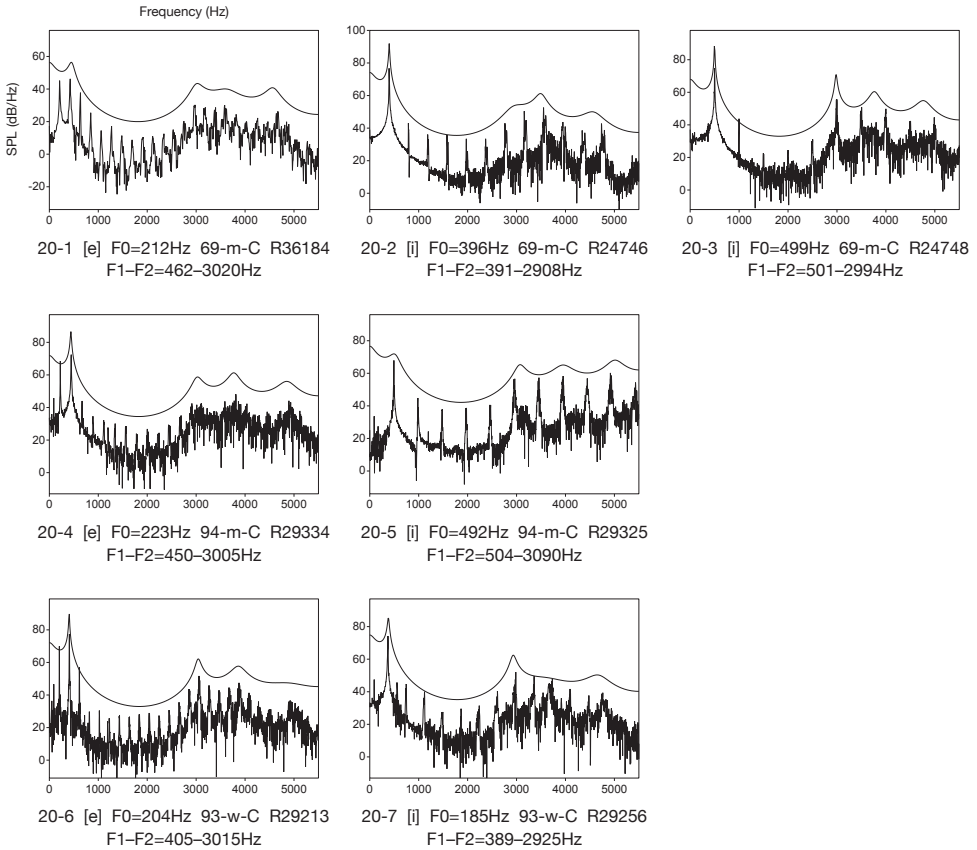 Frequency (Hz)
SPL (dB/Hz)
60
40
20
0
-20
0 1000 2000 3000 4000 5000
20-1 [e] F0=212Hz 69-m-C R36184
F1–F2=462–3020Hz
100
80
60
40
20
0
0 1000 2000 3000 4000 5000
20-2 [i] F0=396Hz 69-m-C R24746
F1–F2=391–2908Hz
80
60
40
20
0
0 1000 2000 3000 4000 5000
20-3 [i] F0=499Hz 69-m-C R24748
F1–F2=501–2994Hz
80
60
40
20
0
0 1000 2000 3000 4000 5000
20-4 [e] F0=223Hz 94-m-C R29334
F1–F2=450–3005Hz
80
60
40
20
0
0 1000 2000 3000 4000 5000
20-5 [i] F0=492Hz 94-m-C R29325
F1–F2=504–3090Hz
80
60
40
20
0
0 1000 2000 3000 4000 5000
20-6 [e] F0=204Hz 93-w-C R29213
F1–F2=405–3015Hz
80
60
40
20
0
0 1000 2000 3000 4000 5000
20-7 [i] F0=185Hz 93-w-C R29256
F1–F2=389–2925Hz